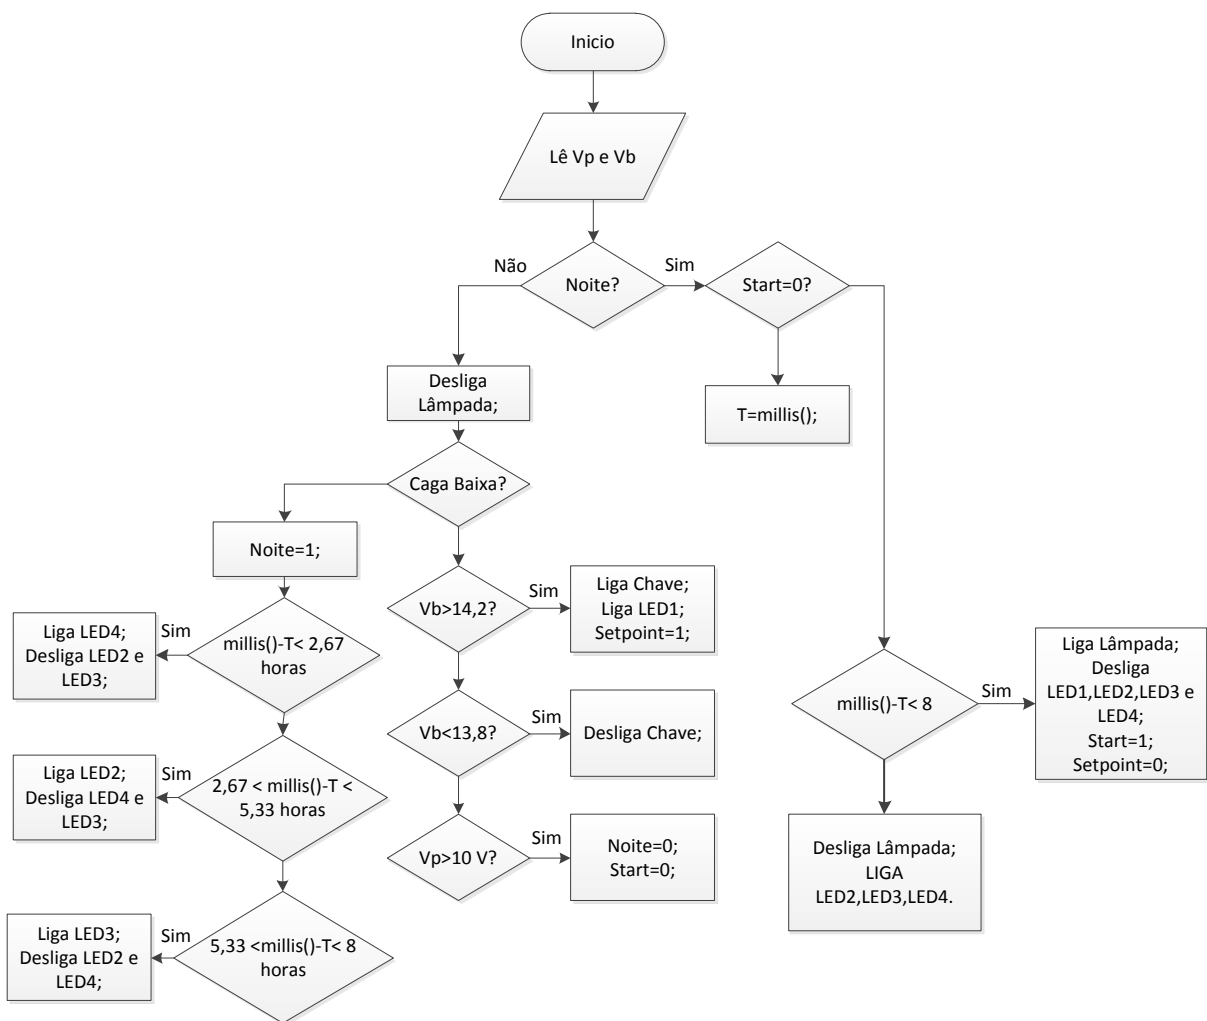 Inicio
Lê Vp e Vb
Noite?
Não
Sim
Start=0?
Desliga
Lâmpada;
T=millis();
Caga Baixa?
Noite=1;
Vb>14,2?
Sim
Liga Chave;
Liga LED1;
Setpoint=1;
millis()-T< 2,67
horas
Sim
Liga LED4;
Desliga LED2 e
LED3;
millis()-T< 8
Sim
Liga Lâmpada;
Desliga
LED1,LED2,LED3 e
LED4;
Start=1;
Setpoint=0;
Vb<13,8?
Sim
Desliga Chave;
2,67 < millis()-T <
5,33 horas
Sim
Liga LED2;
Desliga LED4 e
LED3;
Vp>10 V?
Sim
Noite=0;
Start=0;
Desliga Lâmpada;
LIGA
LED2,LED3,LED4.
5,33 <millis()-T< 8
horas
Sim
Liga LED3;
Desliga LED2 e
LED4;